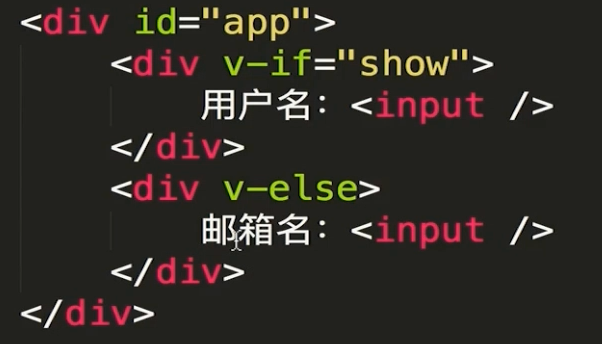 <div id="app">
<div v-if="show">
用户名：<input />
</div>
<div v-else>
邮箱名：<input />
</div>
</div>